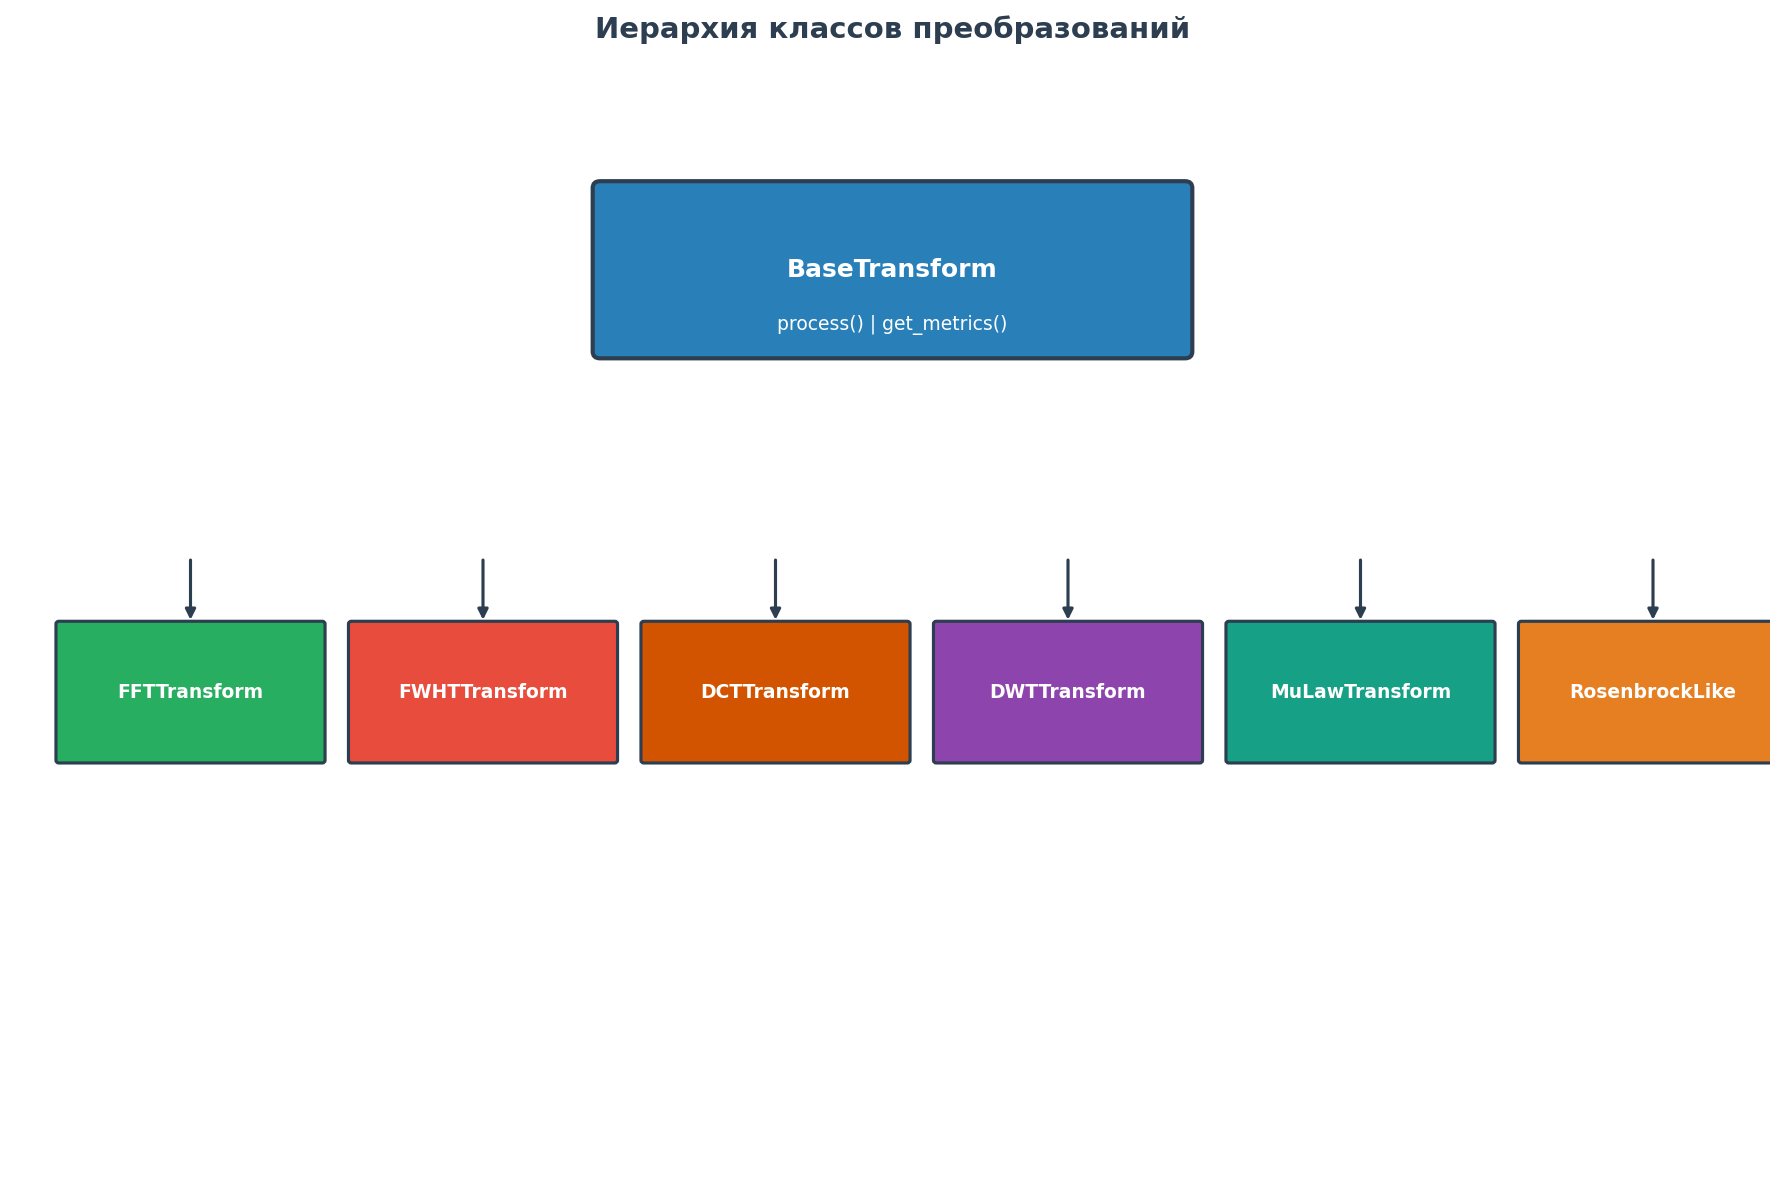 Иерархия классов преобразований
BaseTransform
process() | get_metrics()
FFTTransform
FWHTTransform
DCTTransform
DWTTransform
MuLawTransform
RosenbrockLike